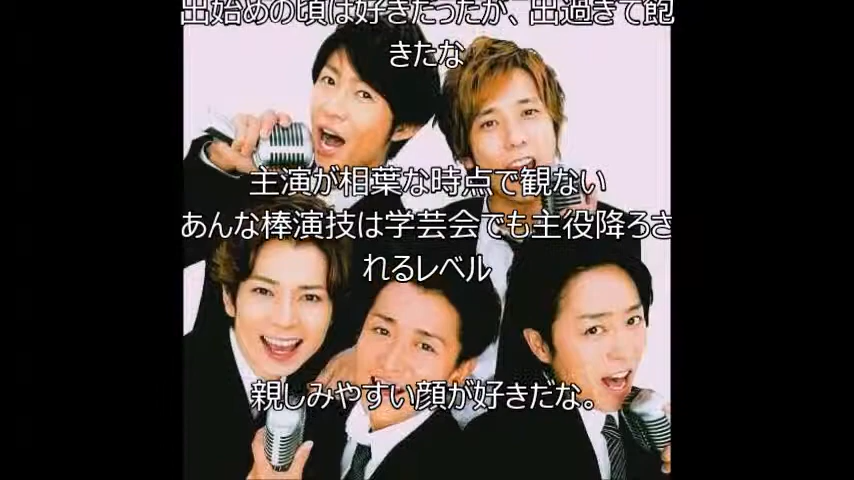 出始めの頃は好きだったが、出過ぎて飽
きたな
主演が相葉な時点で観ない
あんな棒演技は学芸会でも主役降ろさ
れるレベル
親しみやすい顔が好きだな。